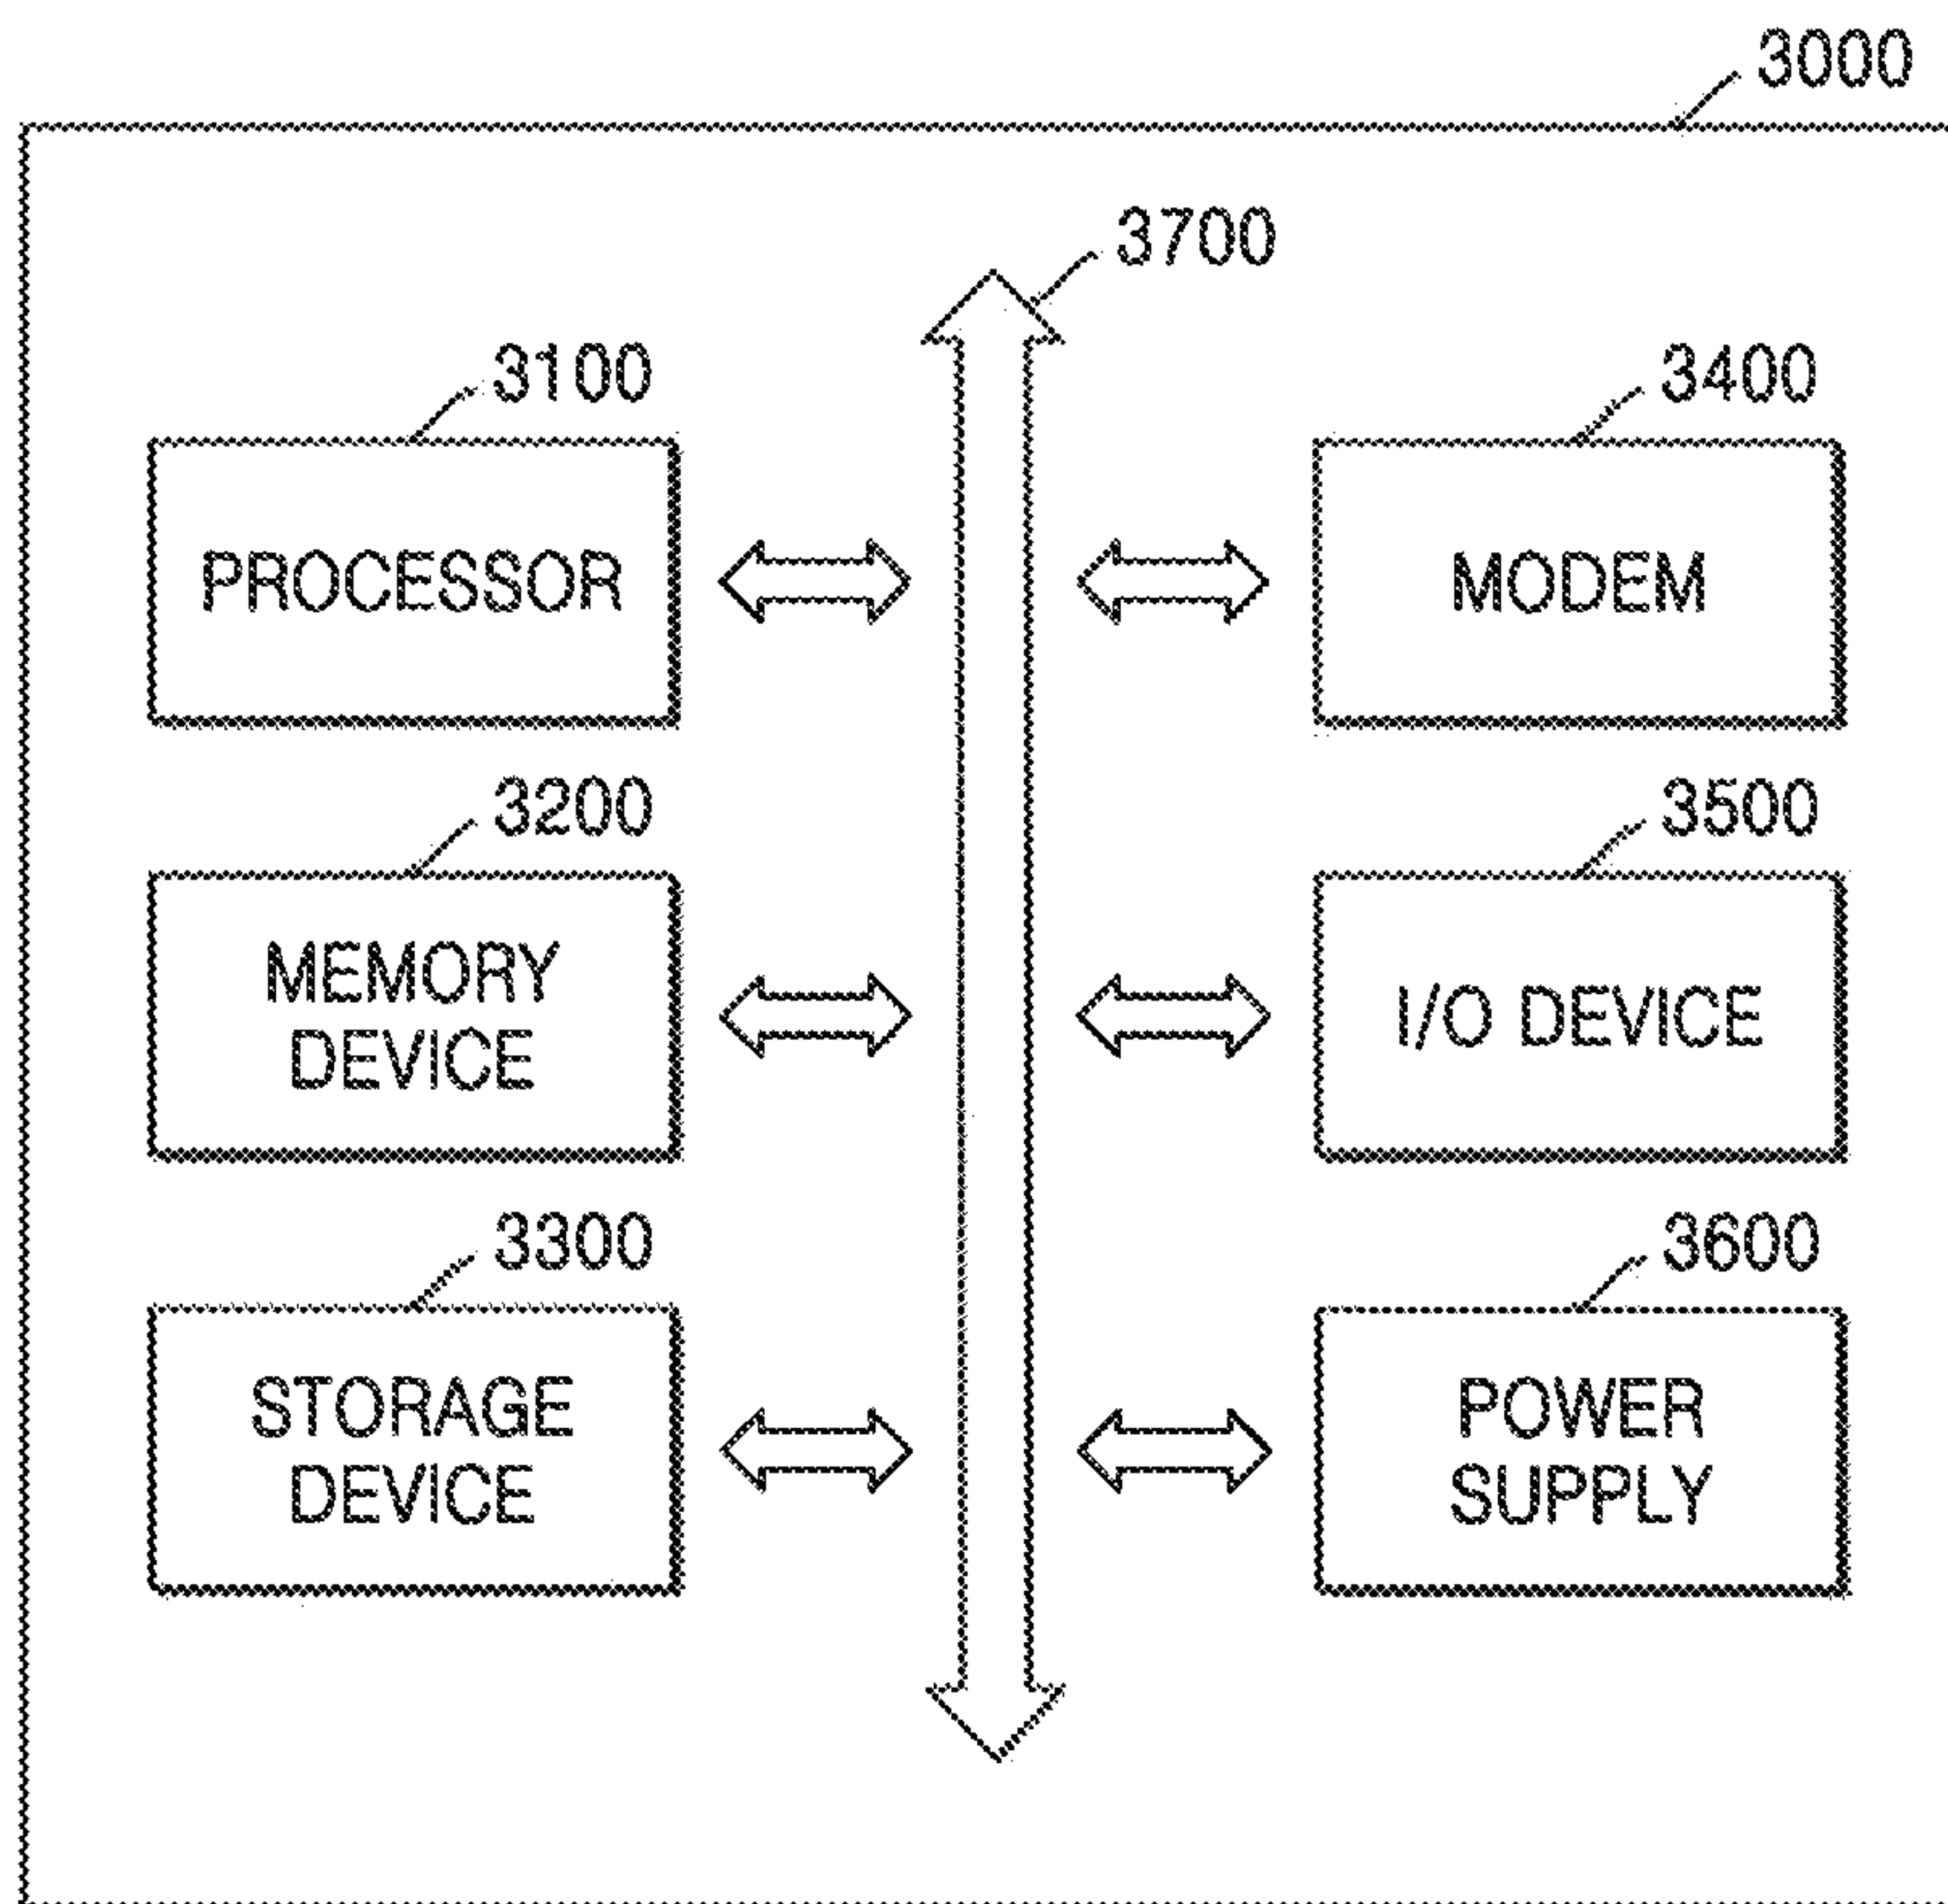 3000
3700
3100
3400
PROCESSOR
MODEM
3200
3500
MEMORY
DEVICE
I/O DEVICE
3300
3600
STORAGE
DEVICE
POWER
SUPPLY